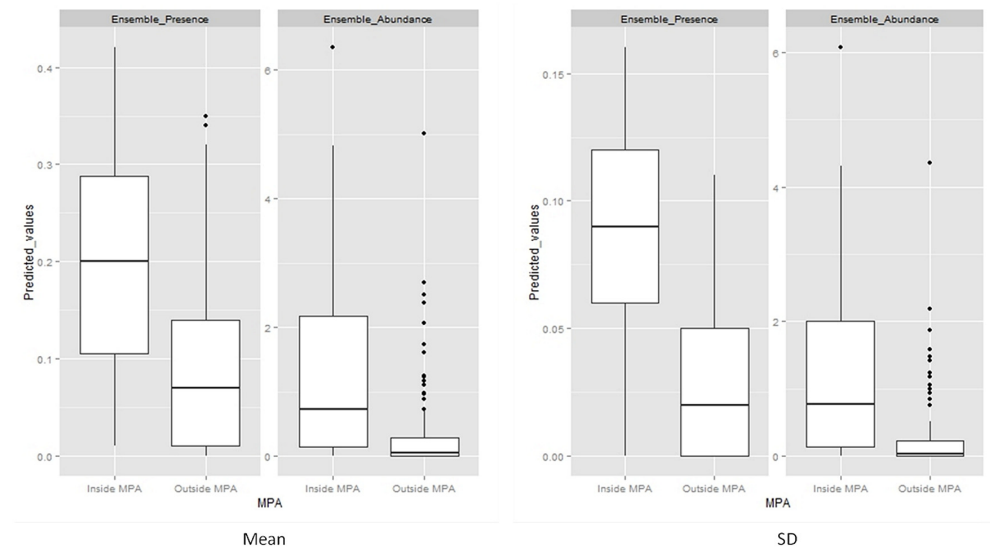 Ensemble_Presence Ensemble_Abundance
Predicted_values
0.4
0.3
0.2
0.1
0.0
6
4
2
0
Inside MPA Outside MPA Inside MPA Outside MPA
MPA
Mean
Ensemble_Presence Ensemble_Abundance
Predicted_values
0.15
0.10
0.05
0.00
6
4
2
0
Inside MPA Outside MPA Inside MPA Outside MPA
MPA
SD